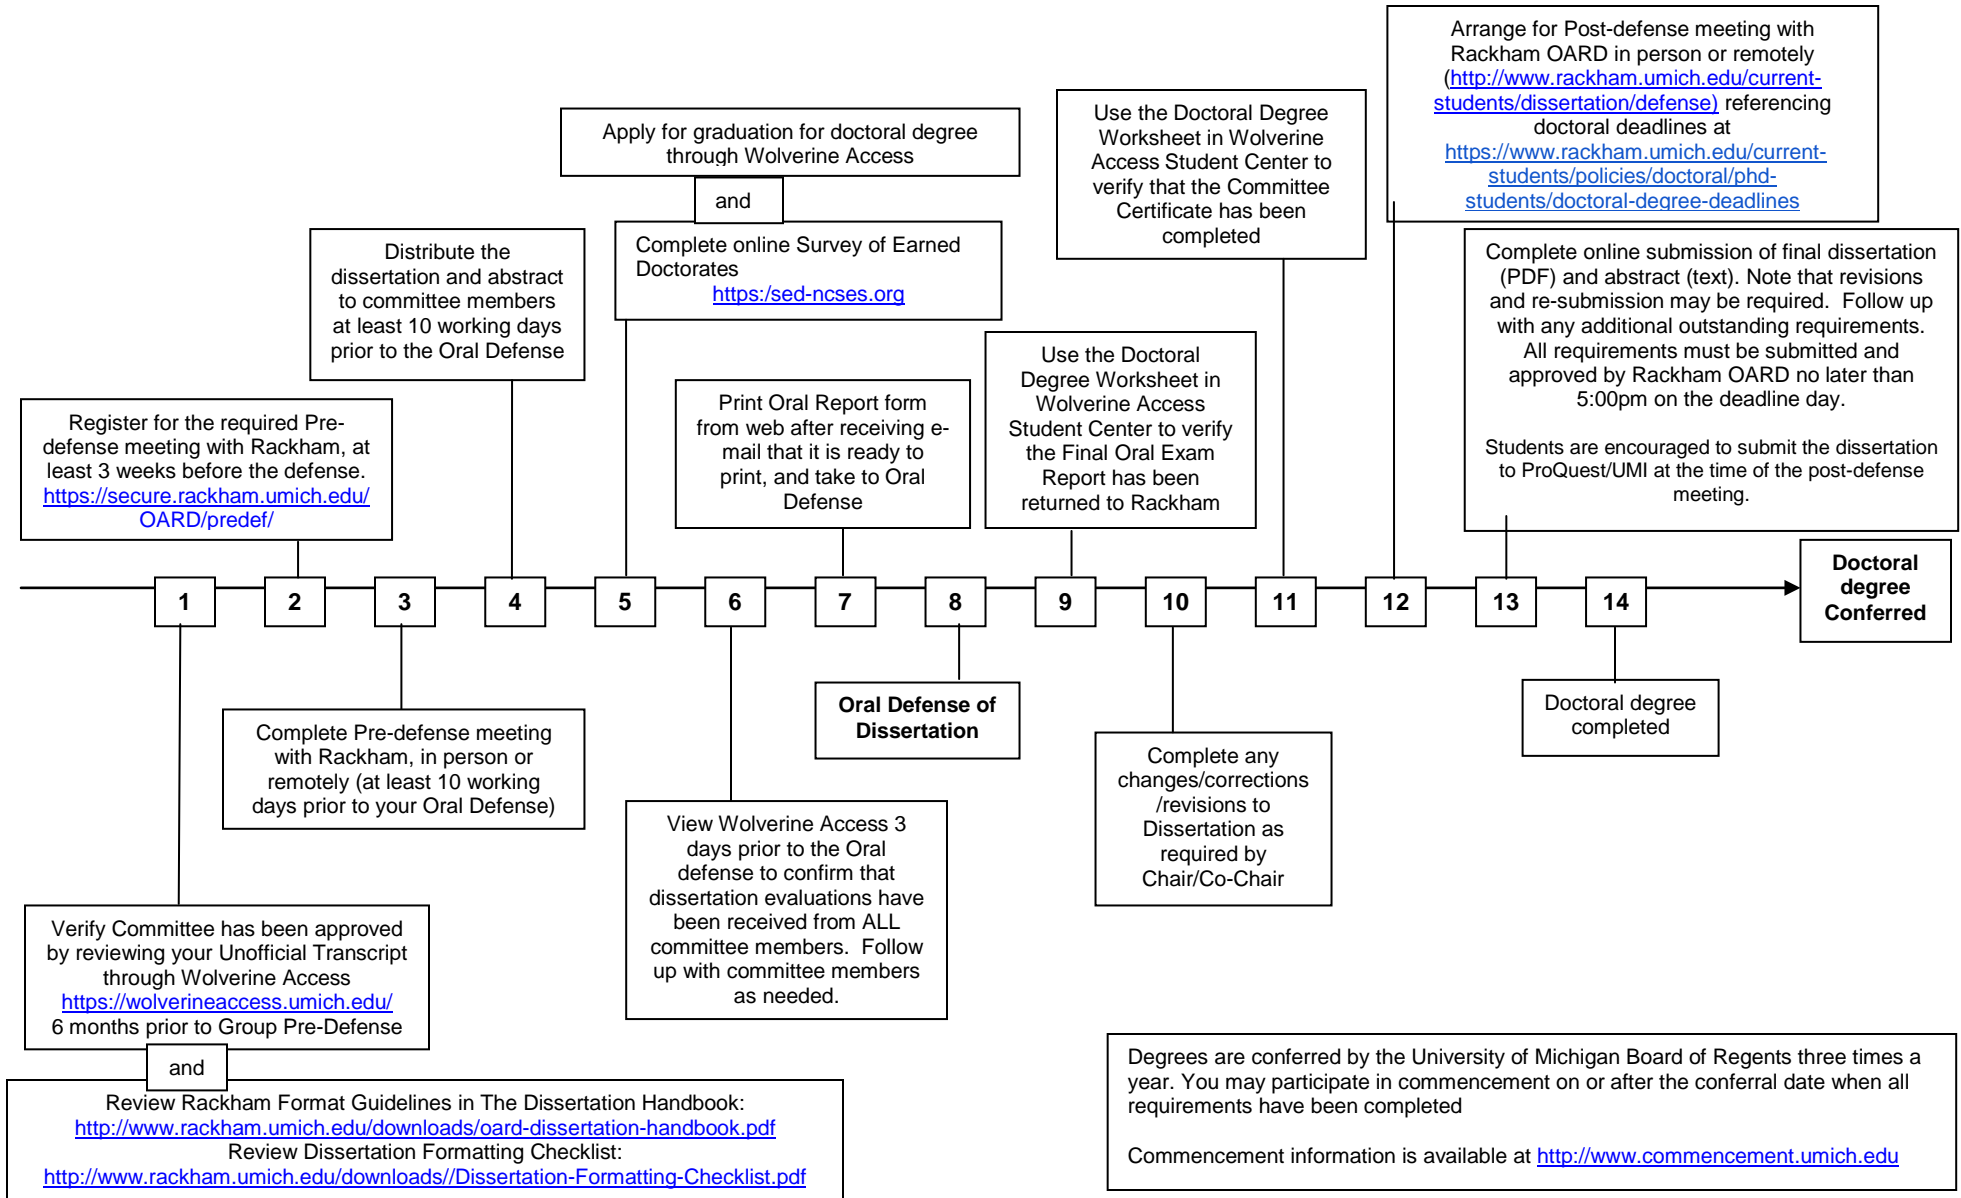 Arrange for Post-defense meeting with
Rackham OARD in person or remotely
(http://www.rackham.umich.edu/current-
students/dissertation/defense) referencing
doctoral deadlines at
https://www.rackham.umich.edu/current-
students/policies/doctoral/phd-
students/doctoral-degree-deadlines
Use the Doctoral Degree
Worksheet in Wolverine
Access Student Center to
verify that the Committee
Certificate has been
completed
Apply for graduation for doctoral degree
through Wolverine Access
and
Complete online Survey of Earned
Doctorates
https:/sed-ncses.org
Distribute the
dissertation and abstract
to committee members
at least 10 working days
prior to the Oral Defense
Complete online submission of final dissertation
(PDF) and abstract (text). Note that revisions
and re-submission may be required.  Follow up
with any additional outstanding requirements.
All requirements must be submitted and
approved by Rackham OARD no later than
5:00pm on the deadline day.
Students are encouraged to submit the dissertation
to ProQuest/UMI at the time of the post-defense
meeting.
Use the Doctoral
Degree Worksheet in
Wolverine Access
Student Center to verify
the Final Oral Exam
Report has been
returned to Rackham
Print Oral Report form
from web after receiving e-
mail that it is ready to
print, and take to Oral
Defense
Register for the required Pre-
defense meeting with Rackham, at
least 3 weeks before the defense.
https://secure.rackham.umich.edu/
OARD/predef/
1 2 3 4 5 6 7 8 9 10 11 12 13 14
Doctoral
degree
Conferred
Oral Defense of
Dissertation
Doctoral degree
completed
Complete Pre-defense meeting
with Rackham, in person or
remotely (at least 10 working
days prior to your Oral Defense)
Complete any
changes/corrections
/revisions to
Dissertation as
required by
Chair/Co-Chair
View Wolverine Access 3
days prior to the Oral
defense to confirm that
dissertation evaluations have
been received from ALL
committee members.  Follow
up with committee members
as needed.
Verify Committee has been approved
by reviewing your Unofficial Transcript
through Wolverine Access
https://wolverineaccess.umich.edu/
6 months prior to Group Pre-Defense
and
Review Rackham Format Guidelines in The Dissertation Handbook:
http://www.rackham.umich.edu/downloads/oard-dissertation-handbook.pdf
Review Dissertation Formatting Checklist:
http://www.rackham.umich.edu/downloads//Dissertation-Formatting-Checklist.pdf
Degrees are conferred by the University of Michigan Board of Regents three times a
year. You may participate in commencement on or after the conferral date when all
requirements have been completed
Commencement information is available at http://www.commencement.umich.edu